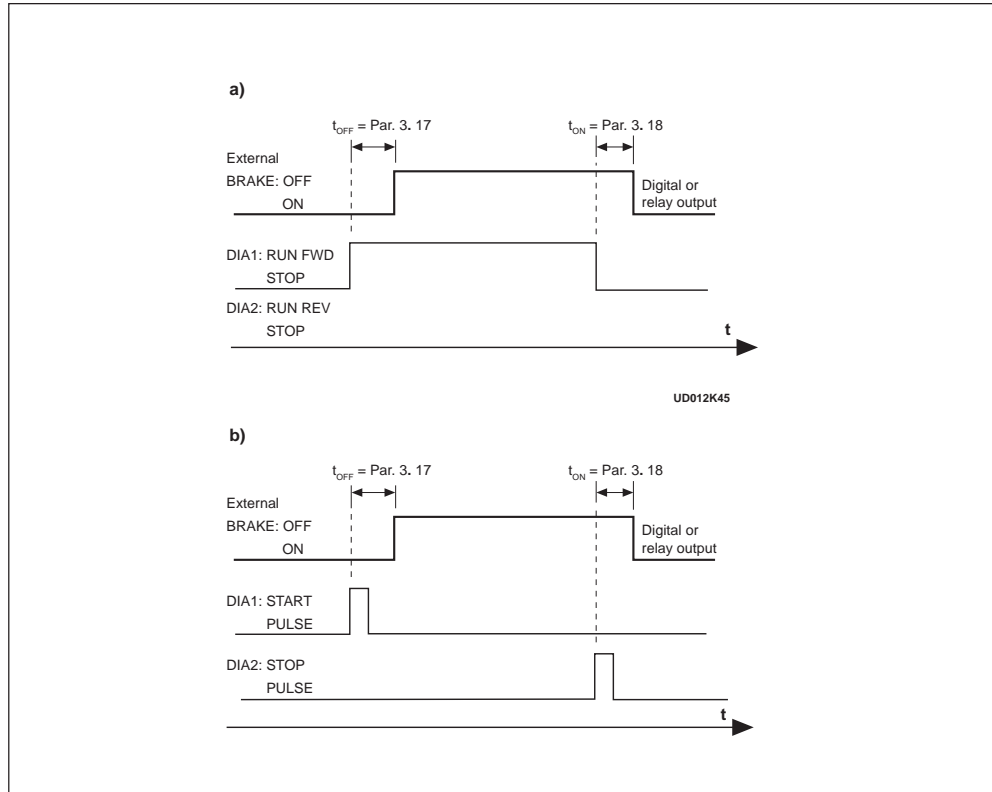 a)
t_OFF = Par. 3. 17
t_ON = Par. 3. 18
External
BRAKE: OFF
ON
Digital or
relay output
DIA1: RUN FWD
STOP
DIA2: RUN REV
STOP
t
UD012K45
b)
t_OFF = Par. 3. 17
t_ON = Par. 3. 18
External
BRAKE: OFF
ON
Digital or
relay output
DIA1: START
PULSE
DIA2: STOP
PULSE
t